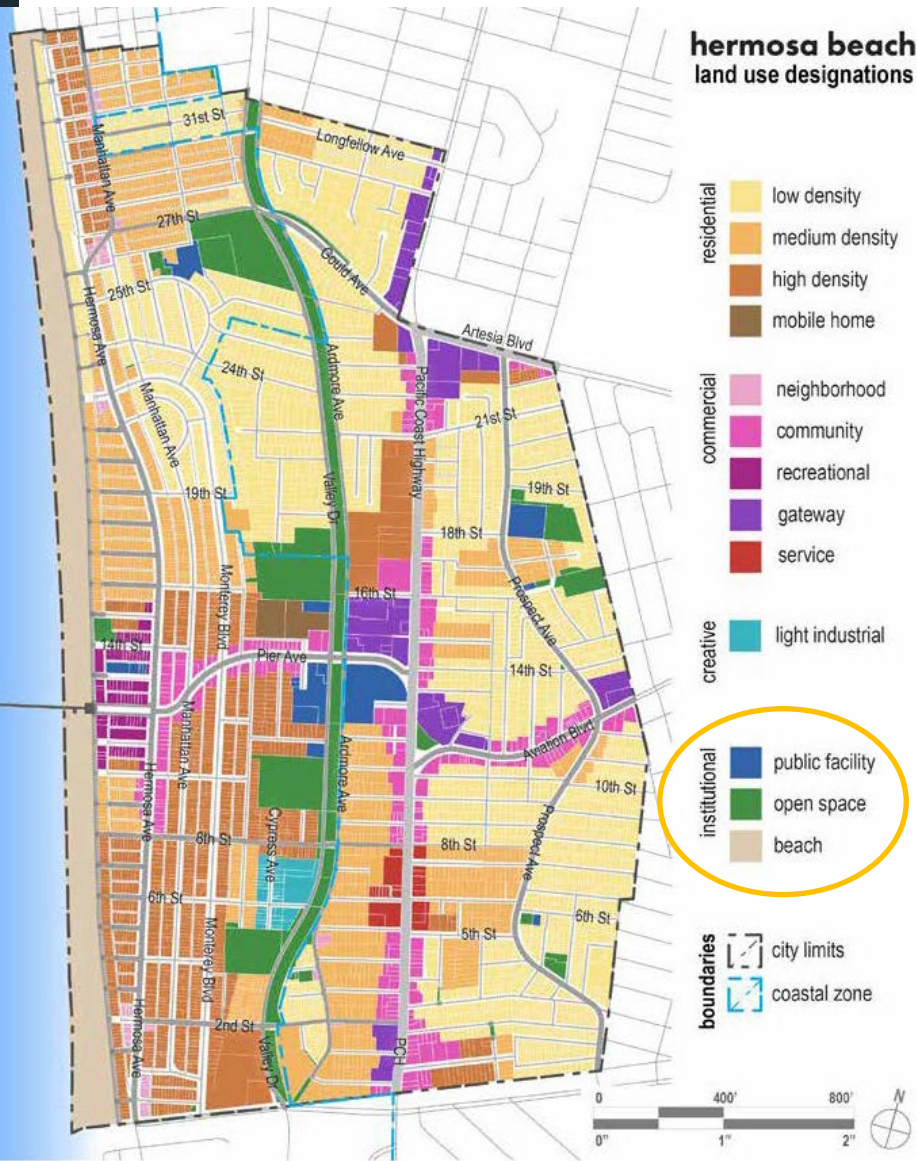 hermosa beach
land use designations
31st St
Longfellow Ave
Manhattan Ave
27th St
Gould Ave
25th St
Hermosa Ave
Artesia Blvd
24th St
Ardmore Ave
Pacific Coast Highway
Manhattan Ave
21st St
19th St
Valley Dr
19th St
18th St
Monterey Blvd
16th St
Prospect Ave
14th St
Pier Ave
14th St
Manhattan Ave
Aviation Blvd
Ardmore Ave
Hermosa Ave
10th St
Cypress Ave
Prospect Ave
8th St
8th St
6th St
6th St
5th St
Monterey Blvd
Hermosa Ave
2nd St
Valley Dr
PCH
residential
low density
medium density
high density
mobile home
commercial
neighborhood
community
recreational
gateway
service
creative
light industrial
institutional
public facility
open space
beach
boundaries
city limits
coastal zone
0 400' 800'
0" 1" 2"
N